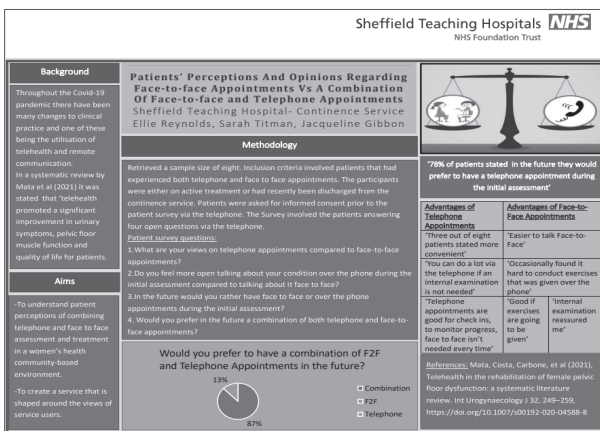 Sheffield Teaching Hospitals NHS
NHS Foundation Trust
Background
Throughout the Covid-19
pandemic there have been
many changes to clinical
practice and one of these
being the utilisation of
telehealth and remote
communication.
In a systematic review by
Mata et al (2021) it was
stated that ‘telehealth
promoted a significant
improvement in urinary
symptoms, pelvic floor
muscle function and
quality of life for patients.
Aims
-To understand patient
perceptions of combining
telephone and face to face
assessment and treatment
in a women's health
community-based
environment.
-To create a service that is
shaped around the views of
service users.
Patients’ Perceptions And Opinions Regarding
Face-to-face Appointments Vs A Combination
Of Face-to-face and Telephone Appointments
Sheffield Teaching Hospital- Continence Service
Ellie Reynolds, Sarah Titman, Jacqueline Gibbon
Methodology
Retrieved a sample size of eight. Inclusion criteria involved patients that had
experienced both telephone and face to face appointments. The participants
were either on active treatment or had recently been discharged from the
continence service. Patients were asked for informed consent prior to the
patient survey via the telephone. The Survey involved the patients answering
four open questions via the telephone.
Patient survey questions:
1.What are your views on telephone appointments compared to face-to-face
appointments?
2.Do you feel more open talking about your condition over the phone during the
initial assessment compared to talking about it face to face?
3.In the future would you rather have face to face or over the phone
appointments during the initial assessment?
4. Would you prefer in the future a combination of both telephone and face-to-
face appointments?
Would you prefer to have a combination of F2F
and Telephone Appointments in the future?
13%
87%
Combination
F2F
Telephone
‘78% of patients stated in the future they would
prefer to have a telephone appointment during
the initial assessment’
Advantages of
Telephone
Appointments
Advantages of Face-to-
Face Appointments
‘Three out of eight
patients stated more
convenient’
‘Easier to talk Face-to-
Face’
‘You can do a lot via
the telephone if an
internal examination
is not needed’
‘Occasionally found it
hard to conduct exercises
that was given over the
phone’
‘Telephone
appointments are
good for check ins,
to monitor progress,
face to face isn’t
needed every time’
‘Good if
exercises
are going
to be
given’
‘Internal
examination
reassured
me’
References: Mata, Costa, Carbone, et al (2021),
Telehealth in the rehabilitation of female pelvic
floor dysfunction: a systematic literature
review. Int Urogynaecology J 32, 249–259,
https://doi.org/10.1007/s00192-020-04588-8